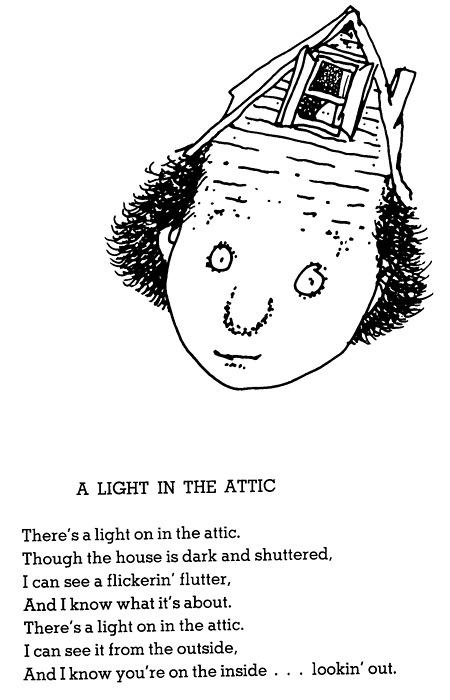 A LIGHT IN THE ATTIC
There's a light on in the attic.
Though the house is dark and shuttered,
I can see a flickerin' flutter,
And I know what it's about.
There's a light on in the attic.
I can see it from the outside,
And I know you're on the inside . . . lookin' out.